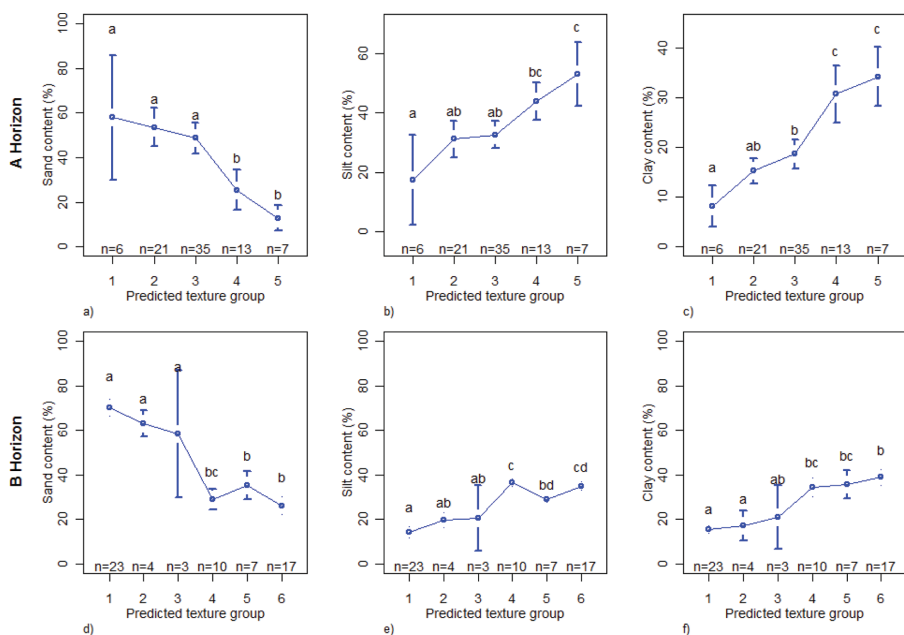 A Horizon
Sand content (%)
0 20 40 60 80 100
a a a b b
n=6 n=21 n=35 n=13 n=7
1 2 3 4 5
Predicted texture group
a)
Silt content (%)
0 20 40 60
a ab ab bc c
n=6 n=21 n=35 n=13 n=7
1 2 3 4 5
Predicted texture group
b)
Clay content (%)
0 10 20 30 40
a ab b c c
n=6 n=21 n=35 n=13 n=7
1 2 3 4 5
Predicted texture group
c)
B Horizon
Sand content (%)
0 20 40 60 80 100
a a a bc b b
n=23 n=4 n=3 n=10 n=7 n=17
1 2 3 4 5 6
Predicted texture group
d)
Silt content (%)
0 20 40 60 80 100
a ab ab c bd cd
n=23 n=4 n=3 n=10 n=7 n=17
1 2 3 4 5 6
Predicted texture group
e)
Clay content (%)
0 20 40 60 80 100
a a ab bc bc b
n=23 n=4 n=3 n=10 n=7 n=17
1 2 3 4 5 6
Predicted texture group
f)